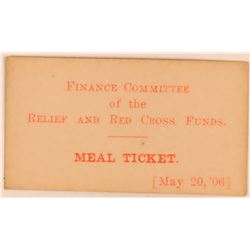 Finance Committee
of the
Relief and Red Cross Funds.
MEAL TICKET.
[May 20, '06]